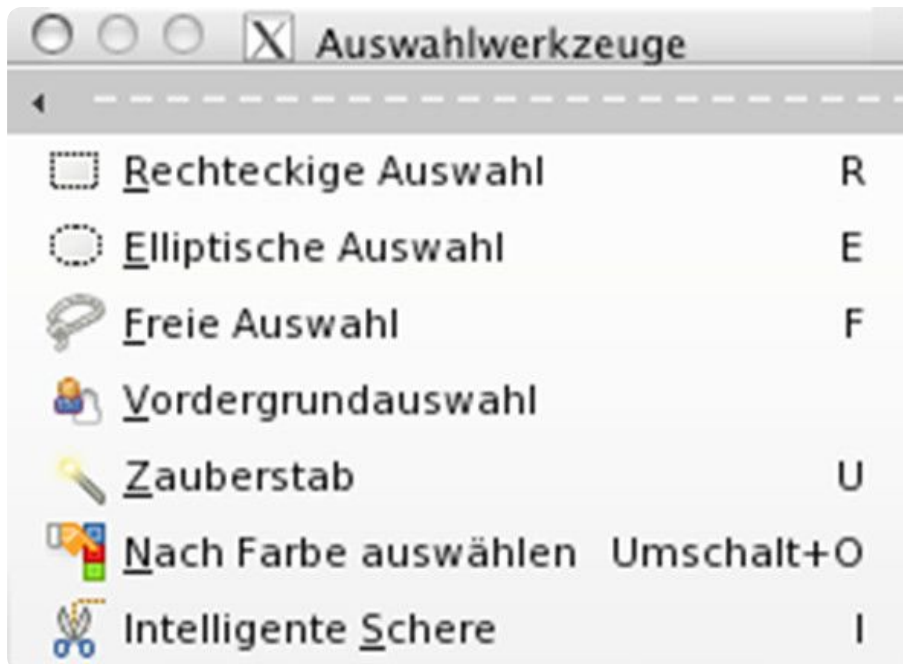 Auswahlwerkzeuge
Rechteckige Auswahl R
Elliptische Auswahl E
Freie Auswahl F
Vordergrundauswahl
Zauberstab U
Nach Farbe auswählen Umschalt+O
Intelligente Schere I